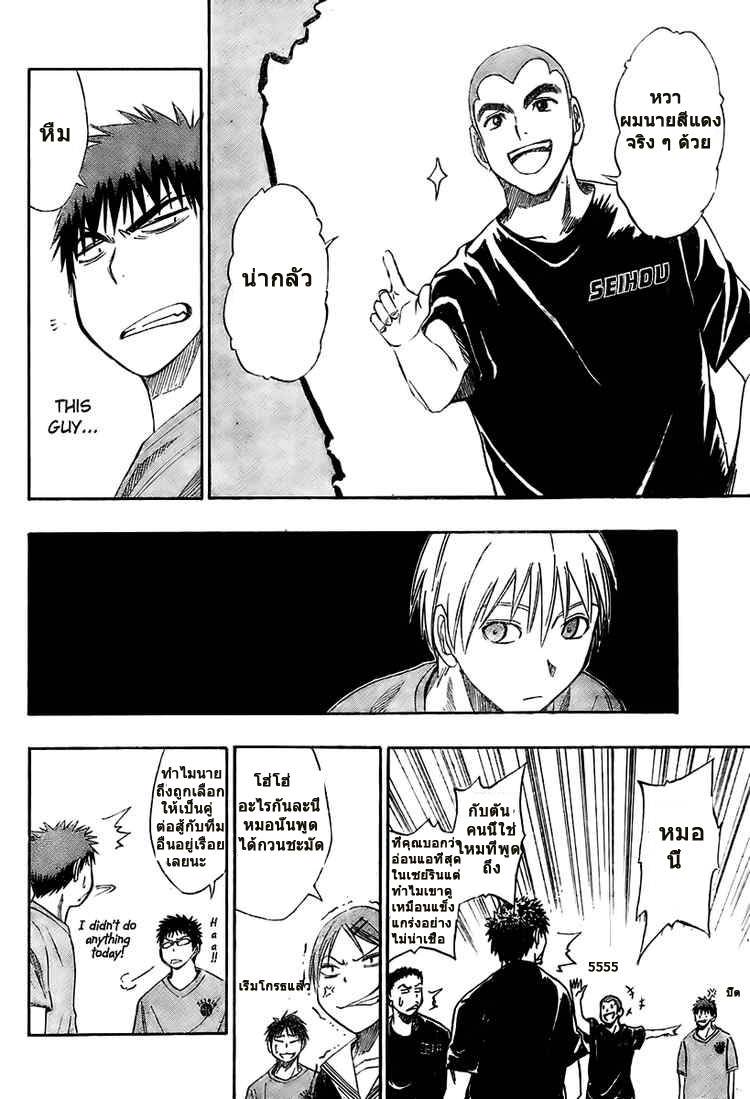 หวา
ผมนายสีแดง
จริง ๆ ด้วย
SEIHOU
น่ากลัว
หืม
THIS
GUY...
หมอ
นี่
กับตัน
คนนี้ใช่
ไหมที่พูด
ถึง
ที่คุณบอกว่า
อ่อนแอที่สุด
ในเซย์รินแต่
ทำไมเขาดู
เหมือนแข็ง
แกร่งอย่าง
ไม่น่าเชื่อ
5555
ปึด
โฮ่โฮ่
อะไรกันละนี่
หมอนั่นพูด
ได้กวนชะมัด
เริ่มโกรธแล้ว
ทำไมนาย
ถึงถูกเลือก
ให้เป็นคู่
ต่อสู้กับทีม
อื่นอยู่เรื่อย
เลยนะ
I didn't do
anything
today!
Haa!!